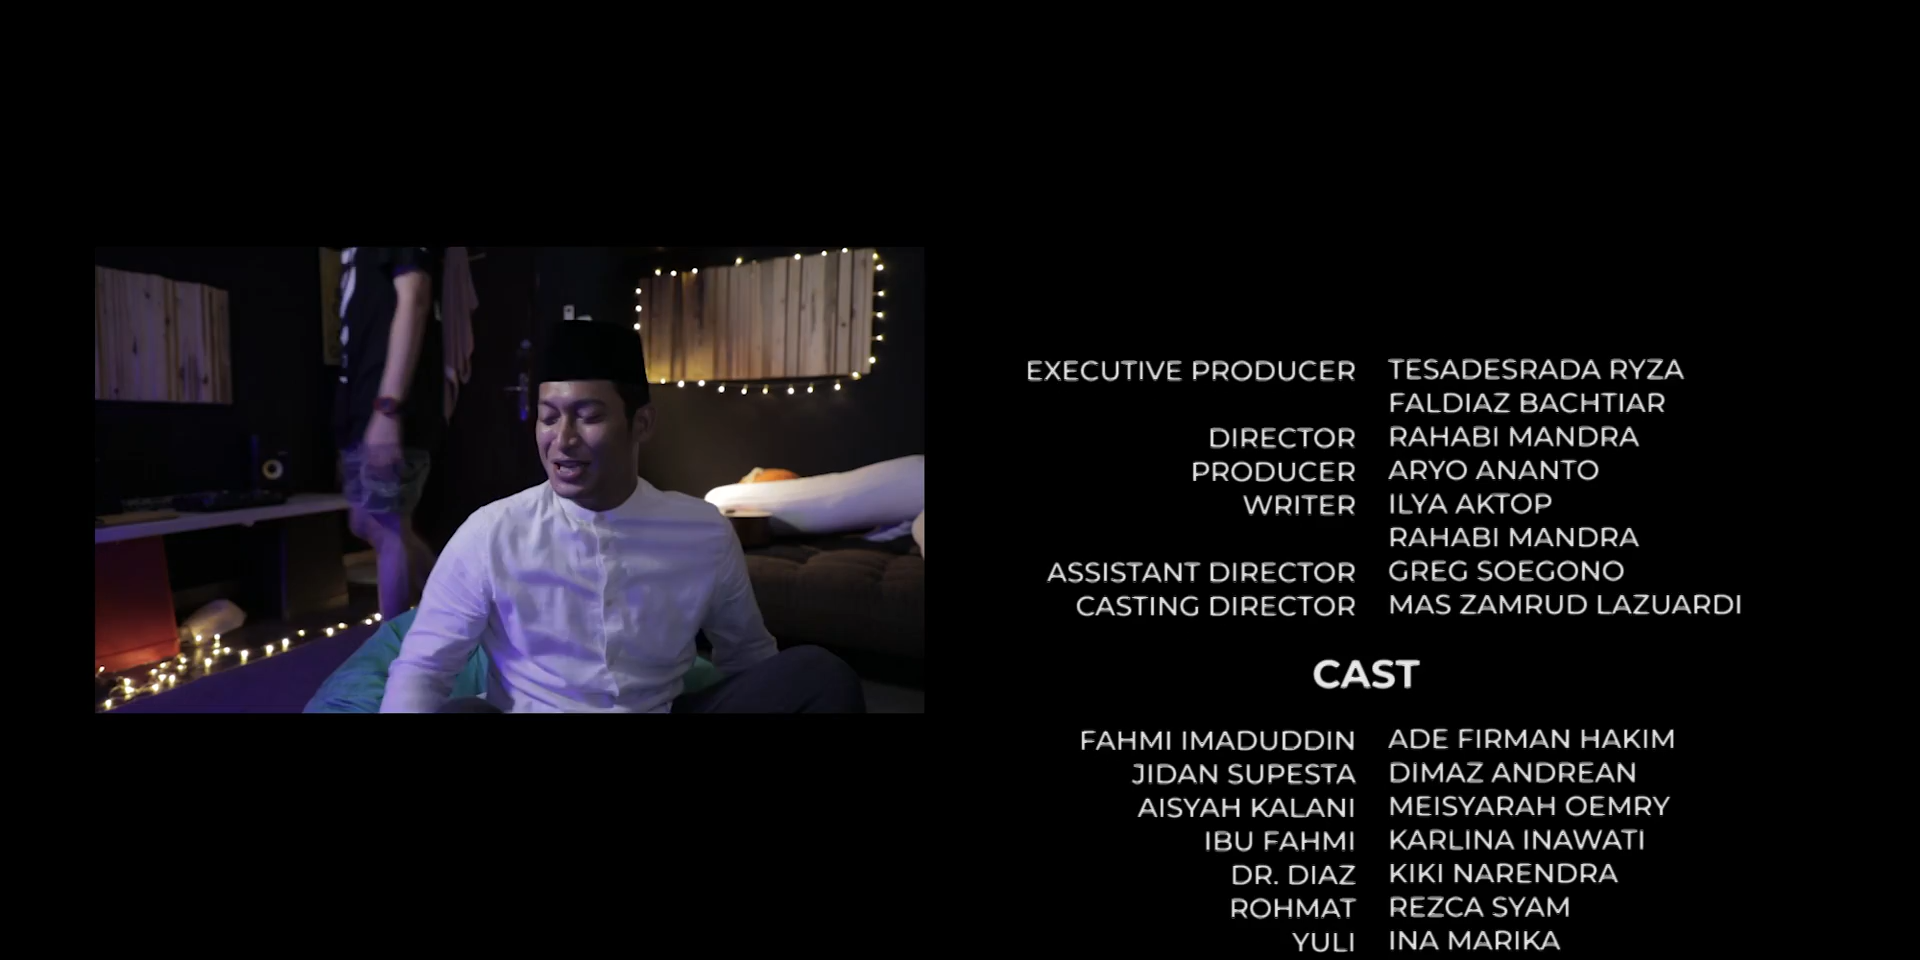 EXECUTIVE PRODUCER TESADESRADA RYZA
FALDIAZ BACHTIAR
DIRECTOR RAHABI MANDRA
PRODUCER ARYO ANANTO
WRITER ILYA AKTOP
RAHABI MANDRA
ASSISTANT DIRECTOR GREG SOEGONO
CASTING DIRECTOR MAS ZAMRUD LAZUARDI
CAST
FAHMI IMADUDDIN ADE FIRMAN HAKIM
JIDAN SUPESTA DIMAZ ANDREAN
AISYAH KALANI MEISYARAH OEMRY
IBU FAHMI KARLINA INAWATI
DR. DIAZ KIKI NARENDRA
ROHMAT REZCA SYAM
YULI INA MARIKA